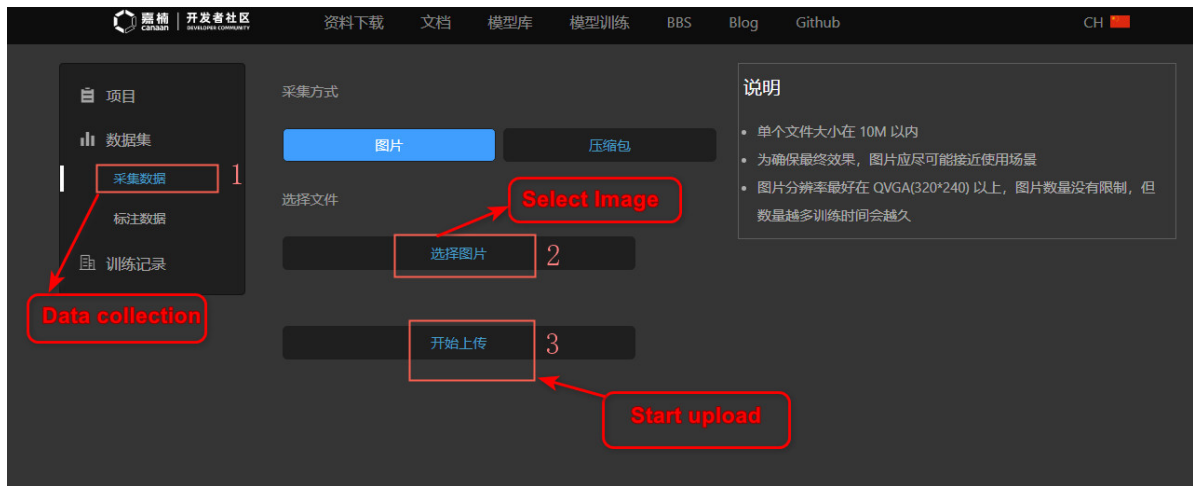 嘉楠 canaan | 开发者社区 DEVELOPER COMMUNITY
资料下载 文档 模型库 模型训练 BBS Blog Github CH
项目
数据集
采集数据 1
标注数据
训练记录
Data collection
采集方式
图片 压缩包
选择文件
Select Image
选择图片 2
开始上传 3
Start upload
说明
• 单个文件大小在 10M 以内
• 为确保最终效果，图片应尽可能接近使用场景
• 图片分辨率最好在 QVGA(320*240) 以上，图片数量没有限制，但
数量越多训练时间会越久